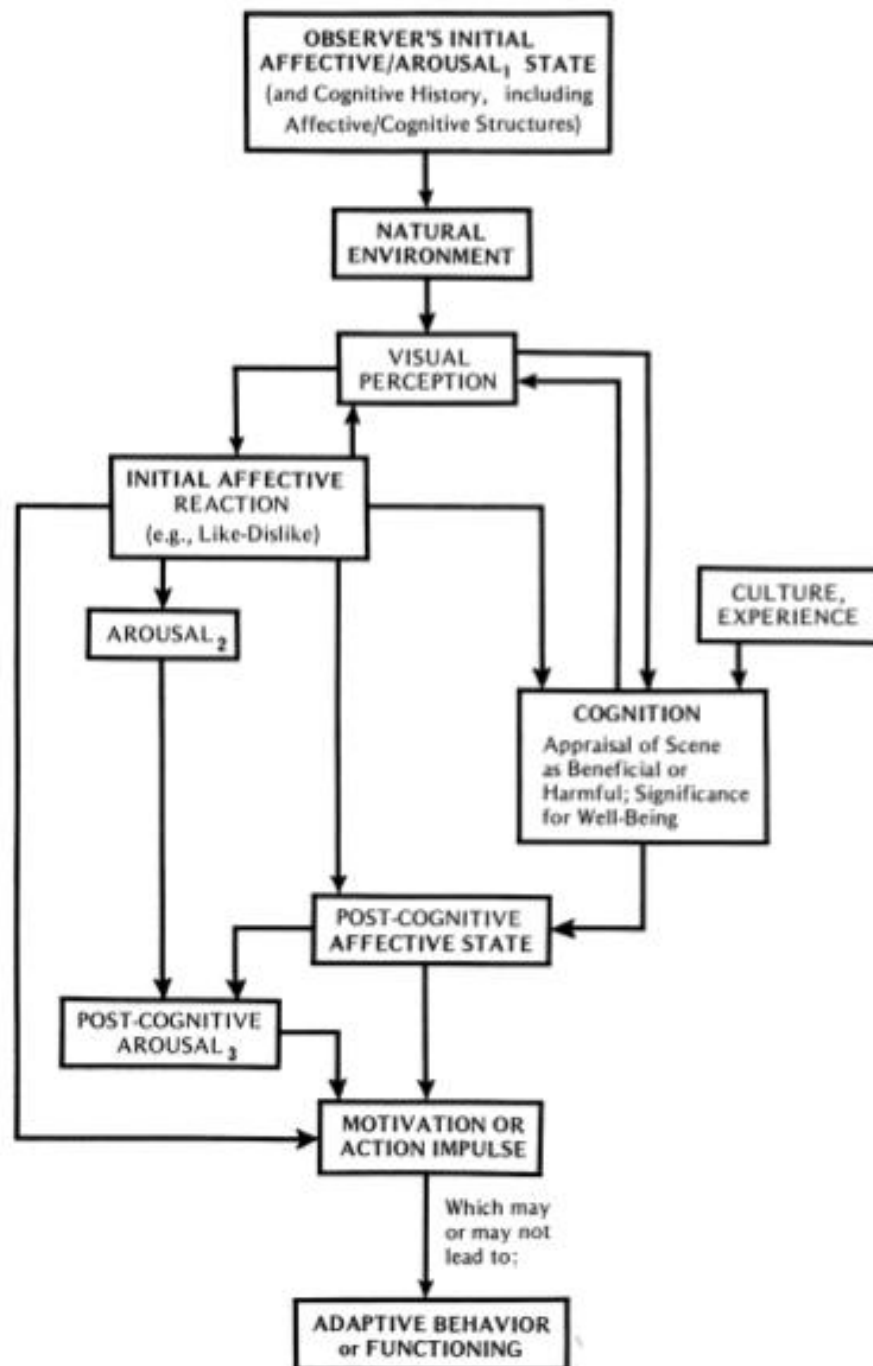 OBSERVER'S INITIAL
AFFECTIVE/AROUSAL₁ STATE
(and Cognitive History, including
Affective/Cognitive Structures)
NATURAL
ENVIRONMENT
VISUAL
PERCEPTION
INITIAL AFFECTIVE
REACTION
(e.g., Like-Dislike)
CULTURE,
EXPERIENCE
AROUSAL₂
COGNITION
Appraisal of Scene
as Beneficial or
Harmful; Significance
for Well-Being
POST-COGNITIVE
AFFECTIVE STATE
POST-COGNITIVE
AROUSAL₃
MOTIVATION OR
ACTION IMPULSE
Which may
or may not
lead to:
ADAPTIVE BEHAVIOR
or FUNCTIONING